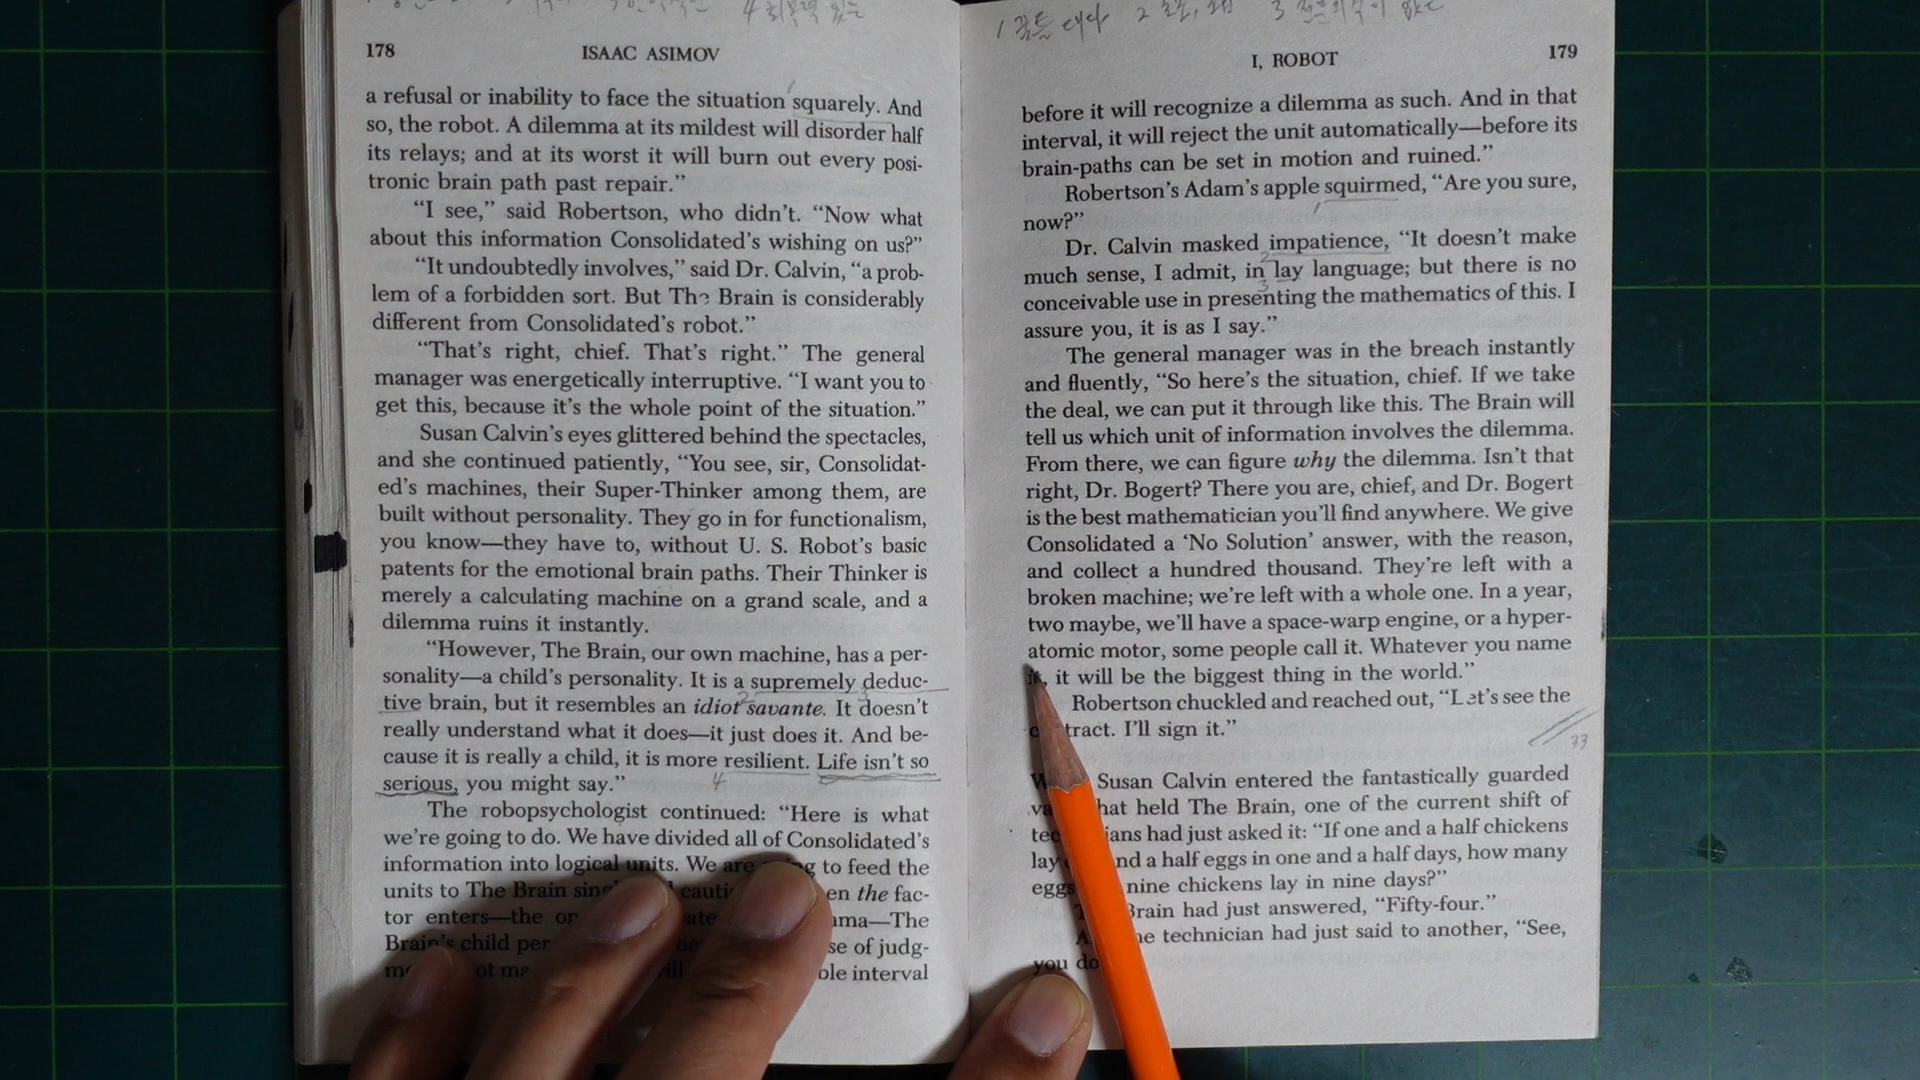 178
ISAAC ASIMOV
a refusal or inability to face the situation squarely. And
so, the robot. A dilemma at its mildest will disorder half
its relays; and at its worst it will burn out every posi-
tronic brain path past repair.”
“I see,” said Robertson, who didn’t. “Now what
about this information Consolidated’s wishing on us?”
“It undoubtedly involves,” said Dr. Calvin, “a prob-
lem of a forbidden sort. But The Brain is considerably
different from Consolidated’s robot.”
“That’s right, chief. That’s right.” The general
manager was energetically interruptive. “I want you to
get this, because it’s the whole point of the situation.”
Susan Calvin’s eyes glittered behind the spectacles,
and she continued patiently, “You see, sir, Consolidat-
ed’s machines, their Super-Thinker among them, are
built without personality. They go in for functionalism,
you know—they have to, without U. S. Robot’s basic
patents for the emotional brain paths. Their Thinker is
merely a calculating machine on a grand scale, and a
dilemma ruins it instantly.
“However, The Brain, our own machine, has a per-
sonality—a child’s personality. It is a supremely deduc-
tive brain, but it resembles an idiot savante. It doesn’t
really understand what it does—it just does it. And be-
cause it is really a child, it is more resilient. Life isn’t so
serious, you might say.”
4
The robopsychologist continued: “Here is what
we’re going to do. We have divided all of Consolidated’s
information into logical units. We are to feed the
units to The Brain the fac-
tor enters—the —The
Brain’s child of judg-
interval
1 2 3
I, ROBOT
179
before it will recognize a dilemma as such. And in that
interval, it will reject the unit automatically—before its
brain-paths can be set in motion and ruined.”
Robertson’s Adam’s apple squirmed, “Are you sure,
now?”
Dr. Calvin masked impatience, “It doesn’t make
much sense, I admit, in lay language; but there is no
conceivable use in presenting the mathematics of this. I
assure you, it is as I say.”
The general manager was in the breach instantly
and fluently, “So here’s the situation, chief. If we take
the deal, we can put it through like this. The Brain will
tell us which unit of information involves the dilemma.
From there, we can figure why the dilemma. Isn’t that
right, Dr. Bogert? There you are, chief, and Dr. Bogert
is the best mathematician you’ll find anywhere. We give
Consolidated a ‘No Solution’ answer, with the reason,
and collect a hundred thousand. They’re left with a
broken machine; we’re left with a whole one. In a year,
two maybe, we’ll have a space-warp engine, or a hyper-
atomic motor, some people call it. Whatever you name
it, it will be the biggest thing in the world.”
Robertson chuckled and reached out, “Let’s see the
tract. I’ll sign it.”
Susan Calvin entered the fantastically guarded
that held The Brain, one of the current shift of
had just asked it: “If one and a half chickens
lay and a half eggs in one and a half days, how many
eggs nine chickens lay in nine days?”
Brain had just answered, “Fifty-four.”
technician had just said to another, “See,
you